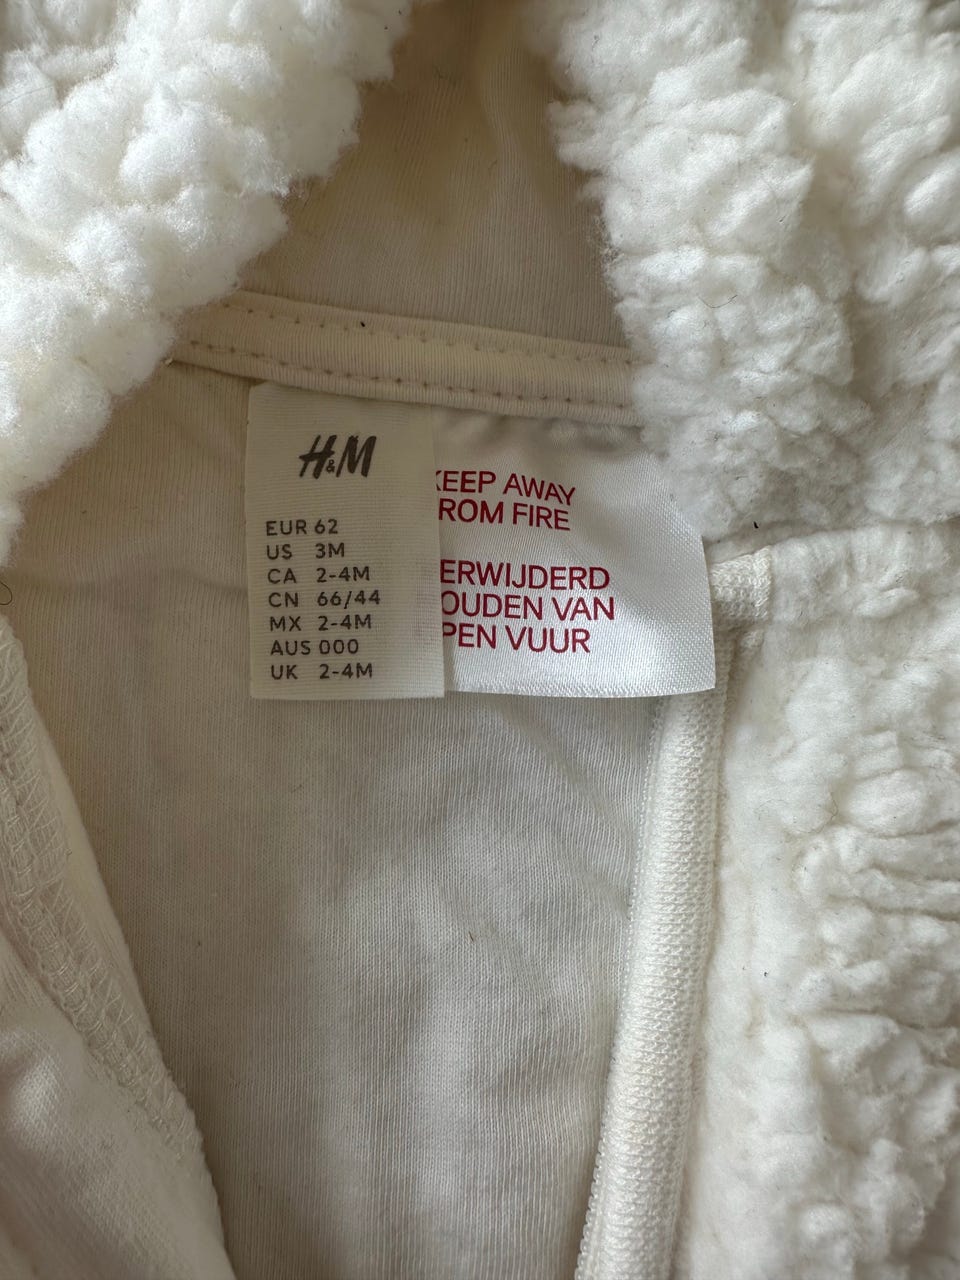 H&M
EUR 62
US 3M
CA 2-4M
CN 66/44
MX 2-4M
AUS 000
UK 2-4M
KEEP AWAY
ROM FIRE
ERWIJDERD
OUDEN VAN
PEN VUUR